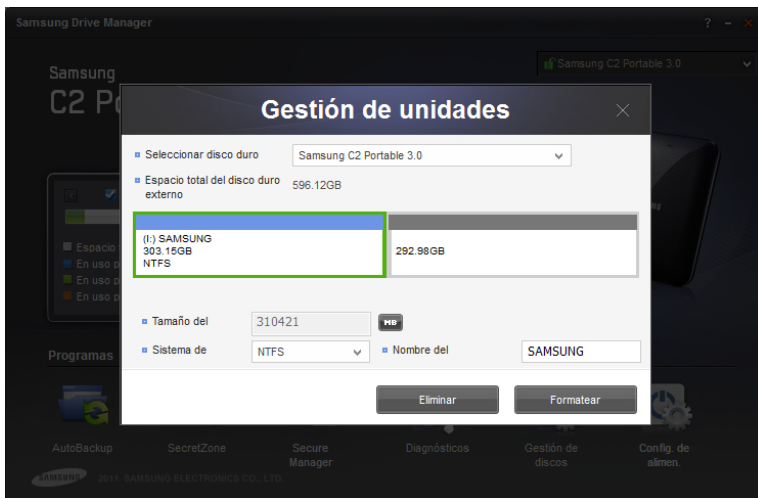 Samsung Drive Manager
? - ×
Samsung C2 Portable 3.0
Samsung
C2 Po
Gestión de unidades
Seleccionar disco duro
Samsung C2 Portable 3.0
Espacio total del disco duro
externo
596.12GB
(I:) SAMSUNG
303.15GB
NTFS
292.98GB
Espacio
En uso p
En uso p
En uso p
Tamaño del
310421
MB
Sistema de
NTFS
Nombre del
SAMSUNG
Programas
Eliminar
Formatear
AutoBackup
SecretZone
Secure
Manager
Diagnósticos
Gestión de
discos
Config. de
alimen.
SAMSUNG 2011. SAMSUNG ELECTRONICS CO., LTD.